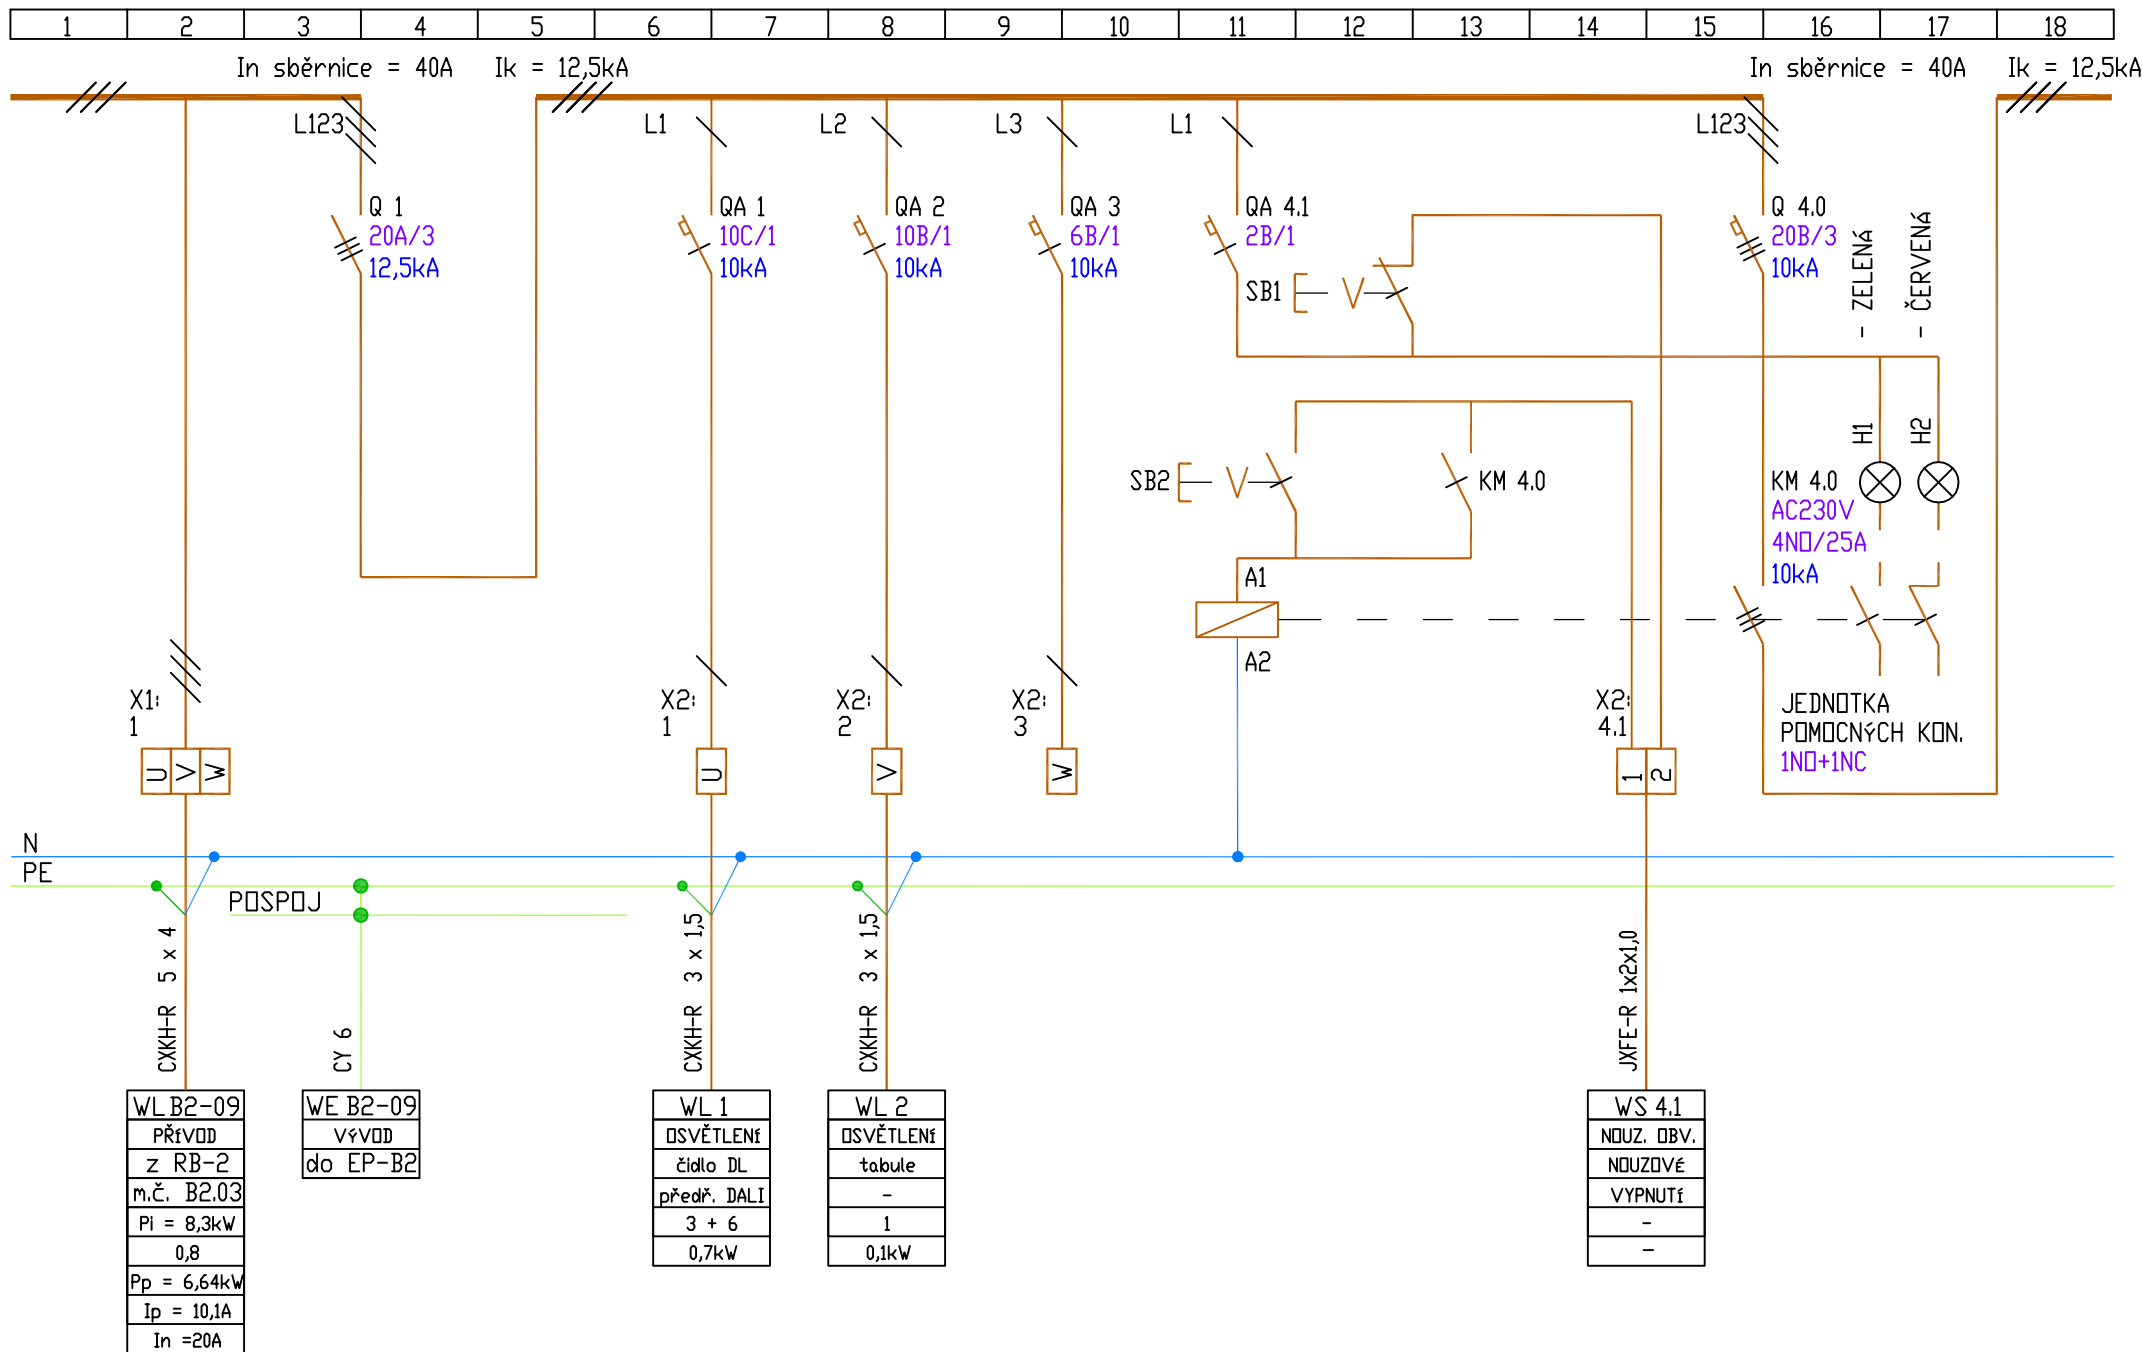 1 2 3 4 5 6 7 8 9 10 11 12 13 14 15 16 17 18
In sběrnice = 40A Ik = 12,5kA
In sběrnice = 40A Ik = 12,5kA
L123
L1
L2
L3
L1
L123
Q 1
20A/3
12,5kA
QA 1
10C/1
10kA
QA 2
10B/1
10kA
QA 3
6B/1
10kA
QA 4.1
2B/1
Q 4.0
20B/3
10kA
- ZELENÁ
- ČERVENÁ
SB1
H1
H2
SB2
KM 4.0
KM 4.0
AC230V
4NO/25A
10kA
A1
A2
X1:
1
X2:
1
X2:
2
X2:
3
X2:
4.1
JEDNOTKA
POMOCNÝCH KON.
1NO+1NC
U V W
U
V
W
1 2
N
PE
POSPOJ
CXKH-R 5 x 4
CY 6
CXKH-R 3 x 1,5
CXKH-R 3 x 1,5
JXFE-R 1x2x1,0
WL B2-09
PŘÍVOD
z RB-2
m.č. B2.03
Pi = 8,3kW
0,8
Pp = 6,64kW
Ip = 10,1A
In =20A
WE B2-09
VÝVOD
do EP-B2
WL 1
OSVĚTLENÍ
čidlo DL
předř. DALI
3 + 6
0,7kW
WL 2
OSVĚTLENÍ
tabule
-
1
0,1kW
WS 4.1
NOUZ. OBV.
NOUZOVÉ
VYPNUTÍ
-
-